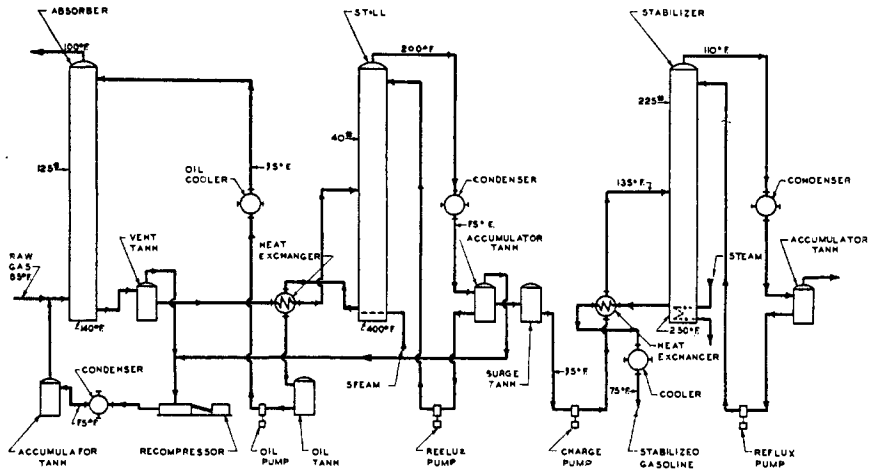 ABSORBER
STILL
STABILIZER
100°F.
200°F.
110°F.
225#
40#
125#
75°F.
OIL
COOLER
CONDENSER
135°F.
CONDENSER
VENT
TANK
HEAT
EXCHANGER
75°F.
ACCUMULATOR
TANK
STEAM
ACCUMULATOR TANK
RAW
GAS
85°F.
140°F.
400°F.
250°F.
HEAT
EXCHANGER
CONDENSER
STEAM
SURGE
TANK
75°F.
75°F.
COOLER
75°F.
ACCUMULATOR
TANK
RECOMPRESSOR
OIL
PUMP
OIL
TANK
REFLUX
PUMP
CHARGE
PUMP
STABILIZED
GASOLINE
REFLUX
PUMP